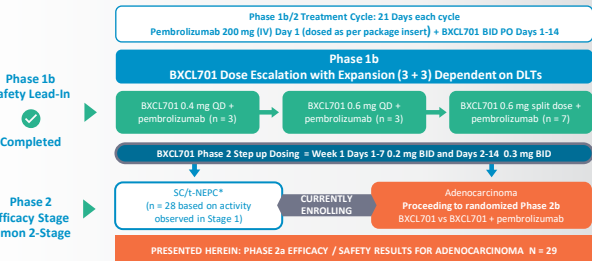 Phase 1b/2 Treatment Cycle: 21 Days each cycle
Pembrolizumab 200 mg (IV) Day 1 (dosed as per package insert) + BXCL701 BID PO Days 1-14
Phase 1b
BXCL701 Dose Escalation with Expansion (3 + 3) Dependent on DLTs
Phase 1b
afety Lead-In
Completed
BXCL701 0.4 mg QD +
pembrolizumab (n = 3)
BXCL701 0.6 mg QD +
pembrolizumab (n = 3)
BXCL701 0.6 mg split dose +
pembrolizumab (n = 7)
BXCL701 Phase 2 Step up Dosing = Week 1 Days 1-7 0.2 mg BID and Days 2-14 0.3 mg BID
Phase 2
fficacy Stage
mon 2-Stage
SC/t-NEPC*
(n = 28 based on activity
observed in Stage 1)
CURRENTLY
ENROLLING
Adenocarcinoma
Proceeding to randomized Phase 2b
BXCL701 vs BXCL701 + pembrolizumab
PRESENTED HEREIN: PHASE 2a EFFICACY / SAFETY RESULTS FOR ADENOCARCINOMA N = 29